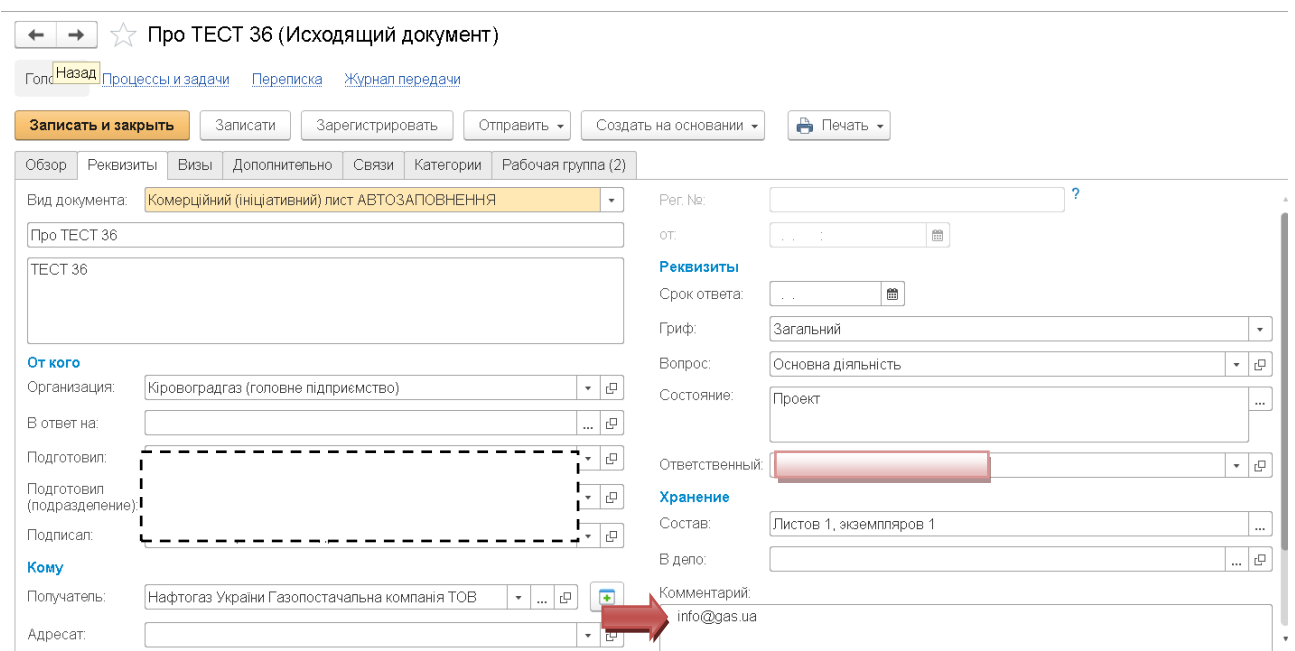 Про ТЕСТ 36 (Исходящий документ)
Назад
Процессы и задачи Переписка Журнал передачи
Записать и закрыть Записати Зарегистрировать Отправить Создать на основании Печать
Обзор Реквизиты Визы Дополнительно Связи Категории Рабочая группа (2)
Вид документа: Комерційний (ініціативний) лист АВТОЗАПОВНЕННЯ
Про ТЕСТ 36
ТЕСТ 36
От кого
Организация: Кіровоградгаз (головне підприємство)
В ответ на:
Подготовил:
Подготовил
(подразделение):
Подписал:
Кому
Получатель: Нафтогаз України Газопостачальна компанія ТОВ
Адресат:
Рег. №: ?
от:
Реквизиты
Срок ответа:
Гриф: Загальний
Вопрос: Основна діяльність
Состояние: Проект
Ответственный:
Хранение
Состав: Листов 1, экземпляров 1
В дело:
Комментарий:
info@gas.ua